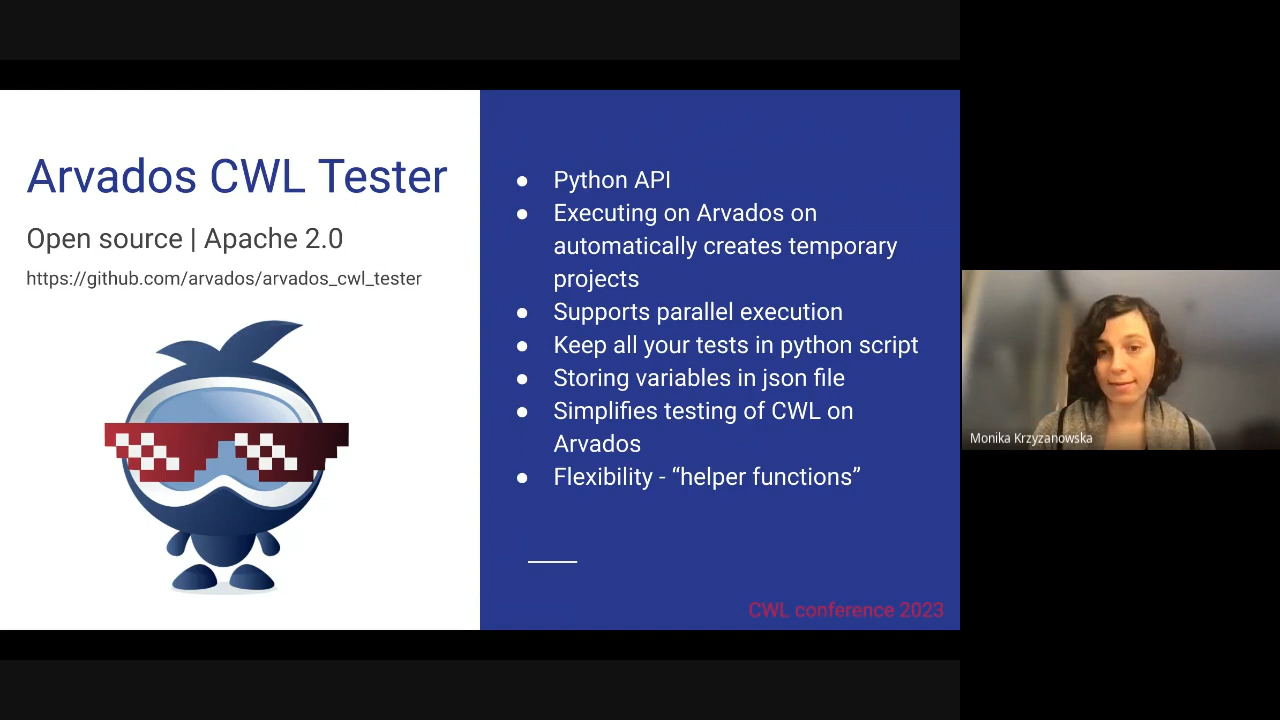 Arvados CWL Tester
Open source | Apache 2.0
https://github.com/arvados/arvados_cwl_tester
● Python API
● Executing on Arvados on
automatically creates temporary
projects
● Supports parallel execution
● Keep all your tests in python script
● Storing variables in json file
● Simplifies testing of CWL on
Arvados
● Flexibility - “helper functions”
CWL conference 2023
Monika Krzyzanowska